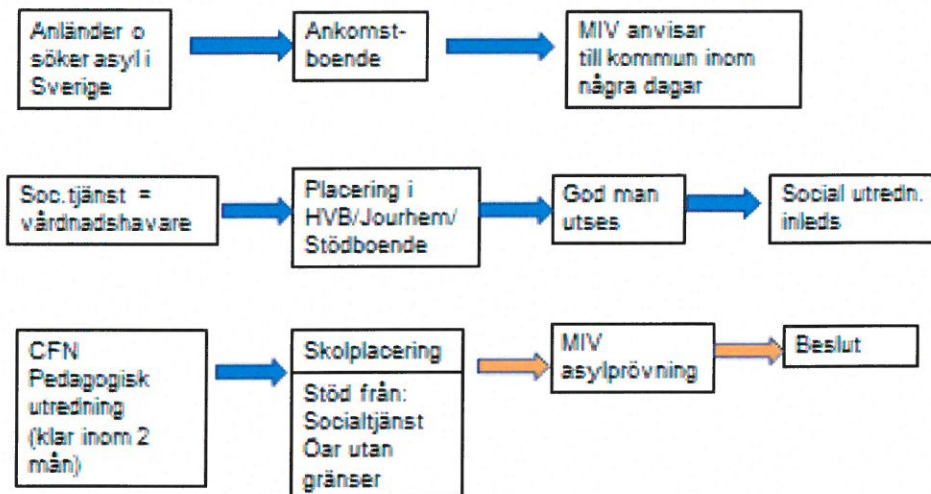 Anländer o
söker asyl i
Sverige
Ankomst-
boende
MIV anvisar
till kommun inom
några dagar
Soc.tjänst =
vårdnadshavare
Placering i
HVB/Jourhem/
Stödboende
God man
utses
Social utredn.
inleds
CFN
Pedagogisk
utredning
(klar inom 2
mån)
Skolplacering
Stöd från:
Socialtjänst
Öar utan
gränser
MIV
asylprövning
Beslut